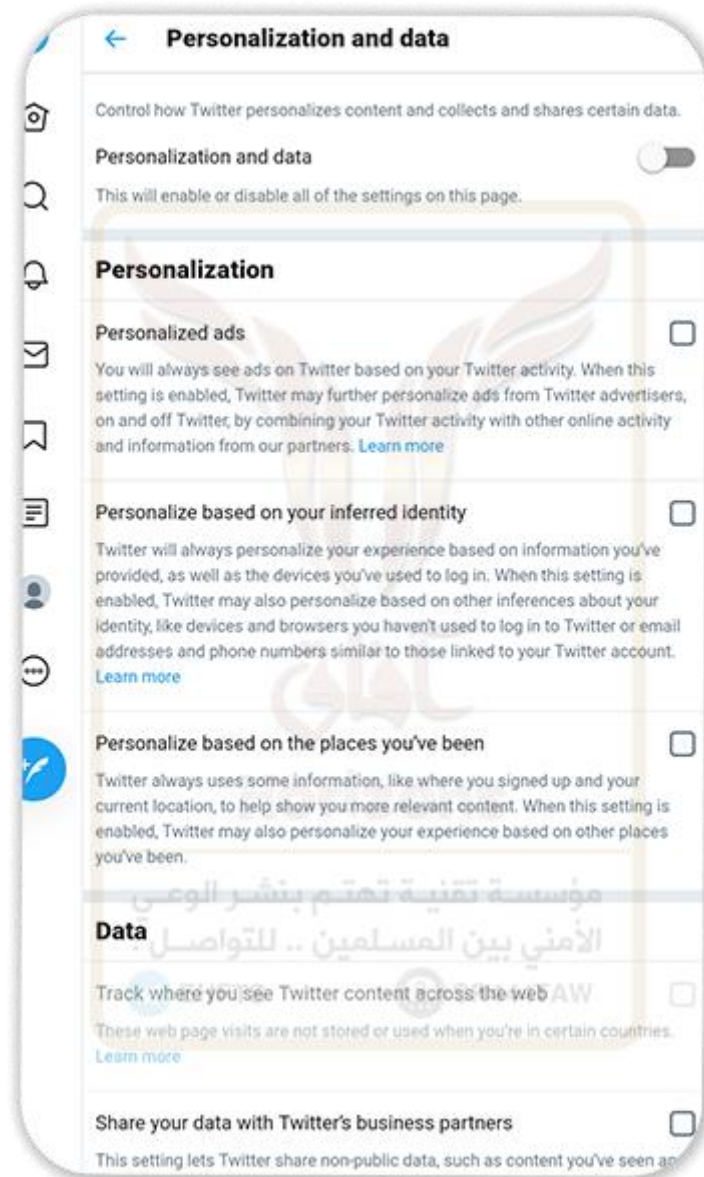 Personalization and data
Control how Twitter personalizes content and collects and shares certain data.
Personalization and data
This will enable or disable all of the settings on this page.
Personalization
Personalized ads
You will always see ads on Twitter based on your Twitter activity. When this
setting is enabled, Twitter may further personalize ads from Twitter advertisers,
on and off Twitter, by combining your Twitter activity with other online activity
and information from our partners. Learn more
Personalize based on your inferred identity
Twitter will always personalize your experience based on information you've
provided, as well as the devices you've used to log in. When this setting is
enabled, Twitter may also personalize based on other inferences about your
identity, like devices and browsers you haven't used to log in to Twitter or email
addresses and phone numbers similar to those linked to your Twitter account.
Learn more
Personalize based on the places you've been
Twitter always uses some information, like where you signed up and your
current location, to help show you more relevant content. When this setting is
enabled, Twitter may also personalize your experience based on other places
you've been.
مؤسسة تقنية تهتم بنشر الوعي
Data
الأمني بين المسلمين .. للتواصل :
Track where you see Twitter content across the web
These web page visits are not stored or used when you're in certain countries.
Learn more
Share your data with Twitter's business partners
This setting lets Twitter share non-public data, such as content you've seen